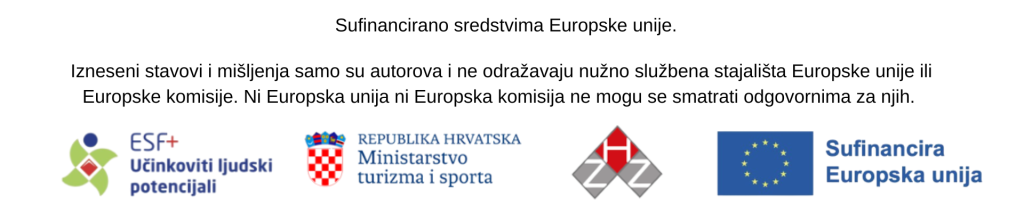 Sufinancirano sredstvima Europske unije.
Izneseni stavovi i mišljenja samo su autorova i ne odražavaju nužno službena stajališta Europske unije ili
Europske komisije. Ni Europska unija ni Europska komisija ne mogu se smatrati odgovornima za njih.
ESF+
Učinkoviti ljudski
potencijali
REPUBLIKA HRVATSKA
Ministarstvo
turizma i sporta
H
Z Z
Sufinancira
Europska unija